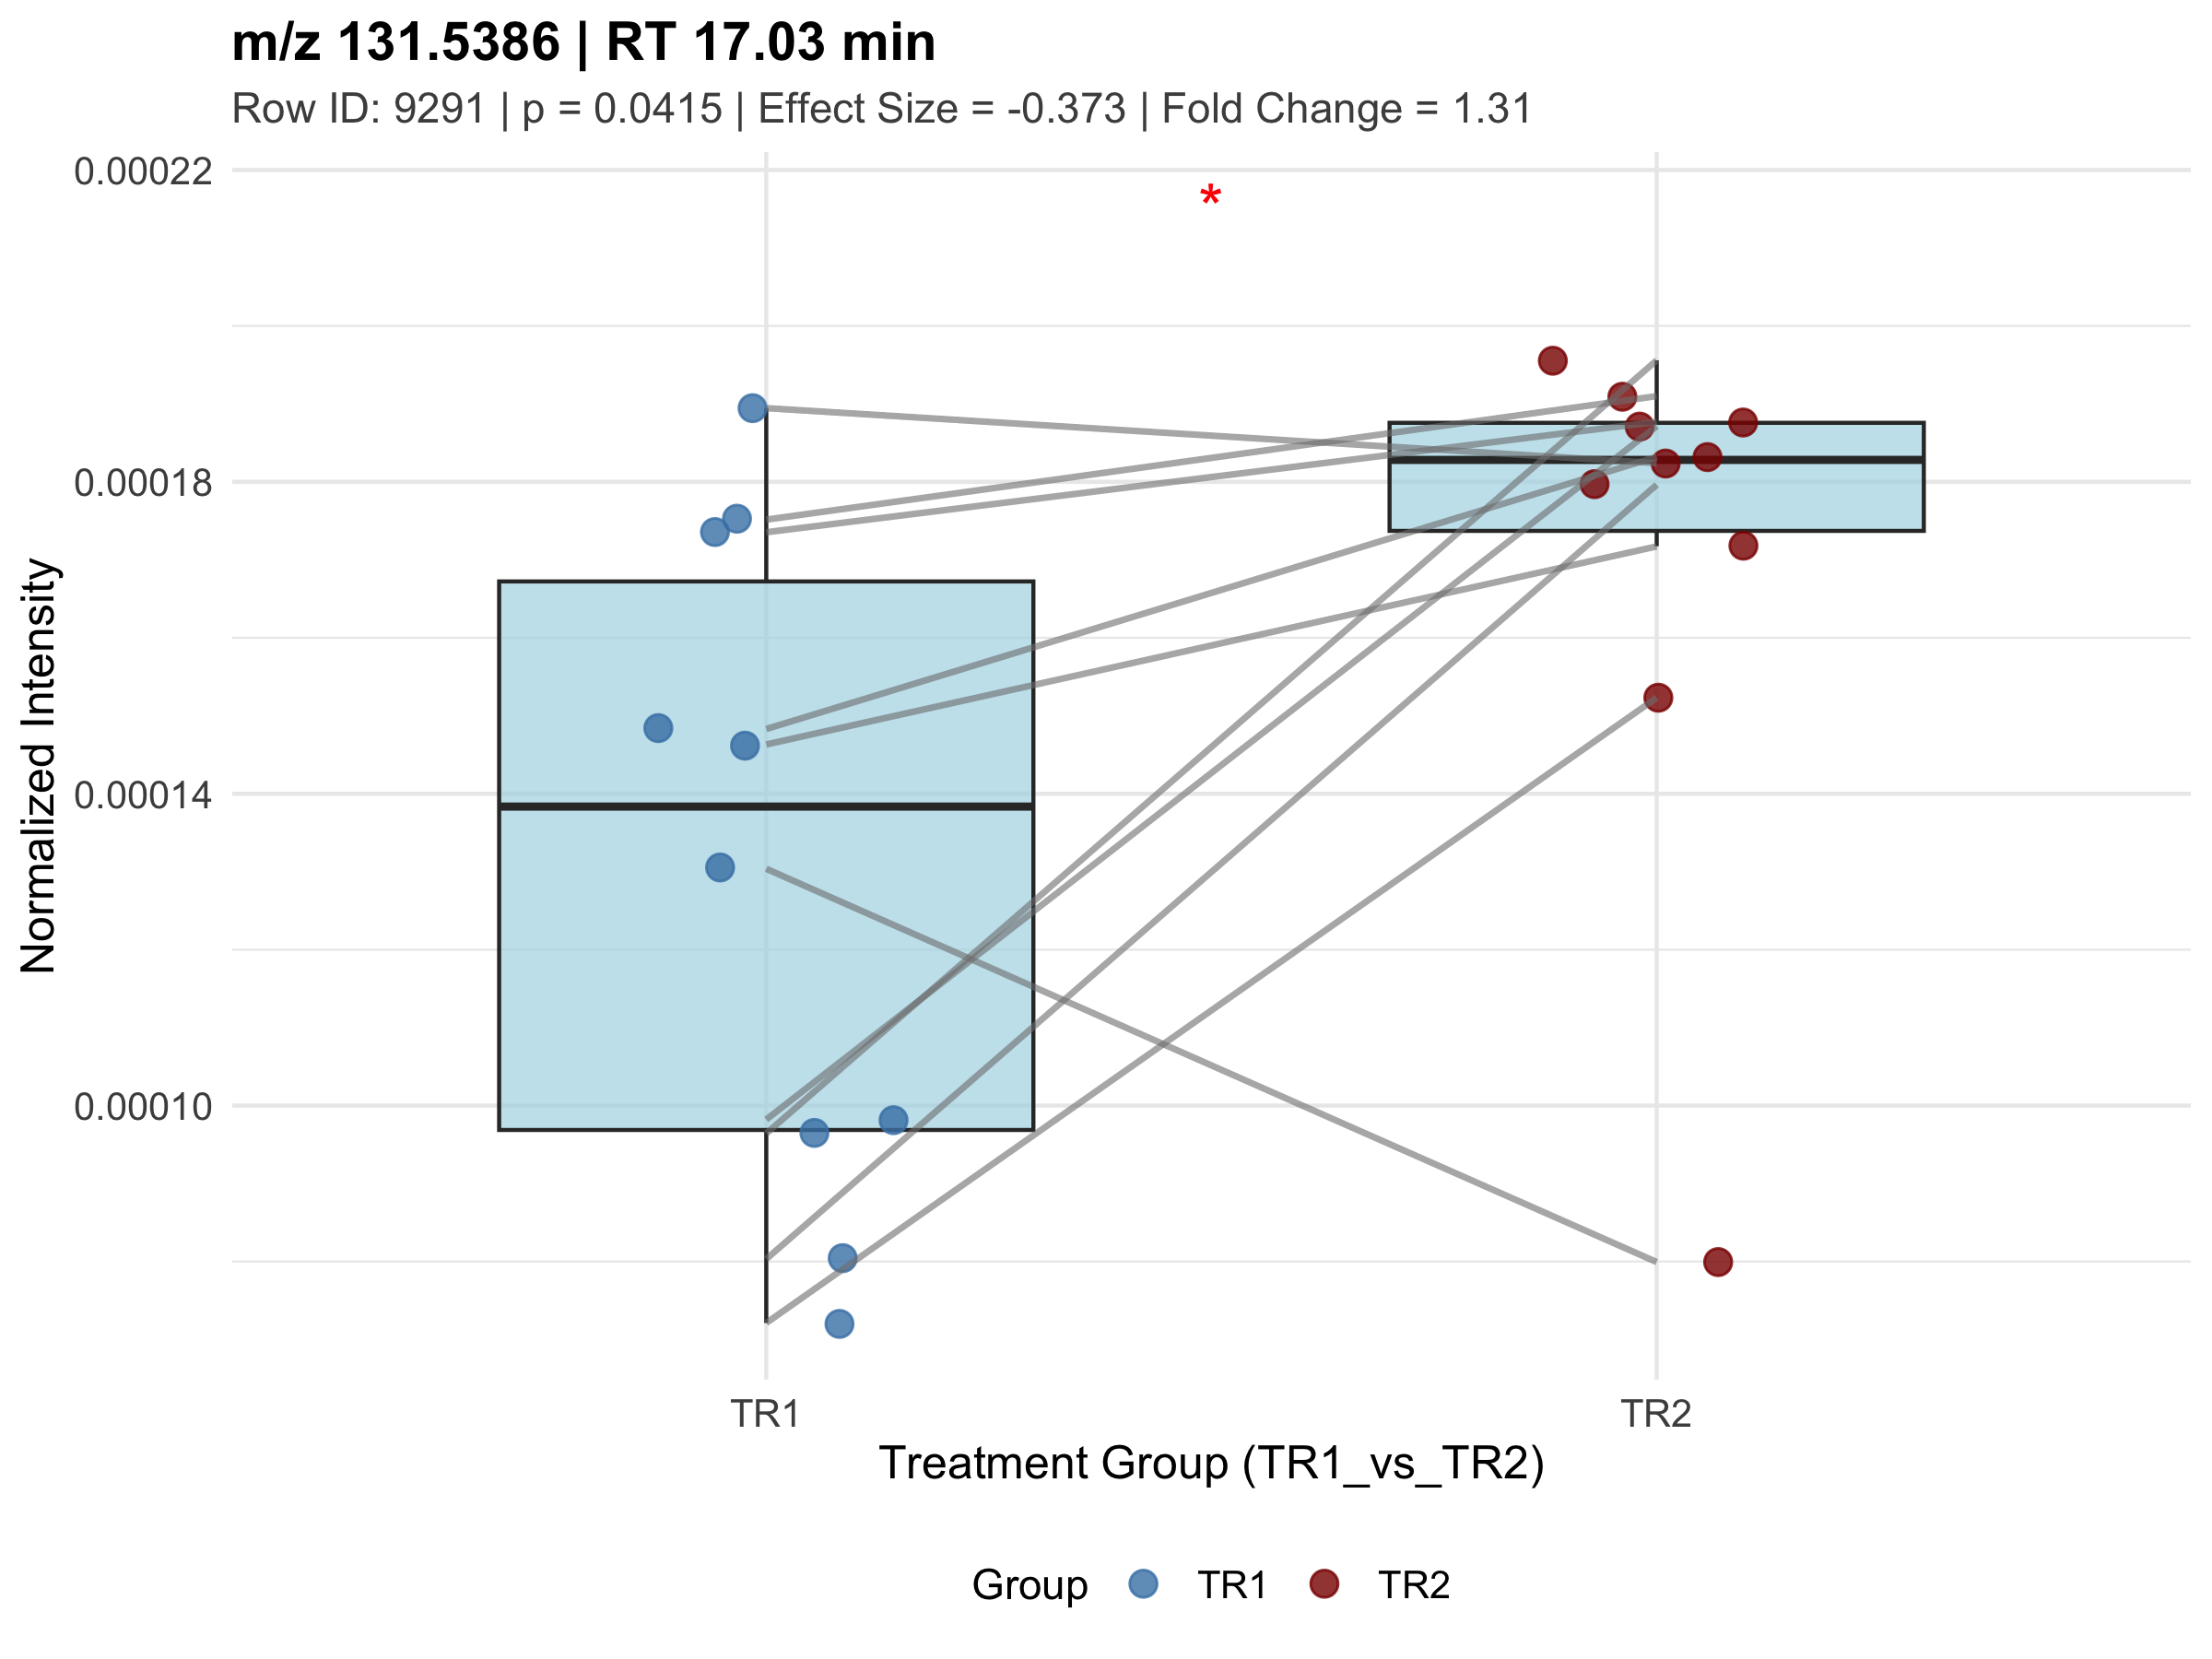 m/z 131.5386 | RT 17.03 min
Row ID: 9291 | p = 0.0415 | Effect Size = -0.373 | Fold Change = 1.31
0.00022
*
0.00018
0.00014
0.00010
Normalized Intensity
TR1
TR2
Treatment Group (TR1_vs_TR2)
Group TR1 TR2